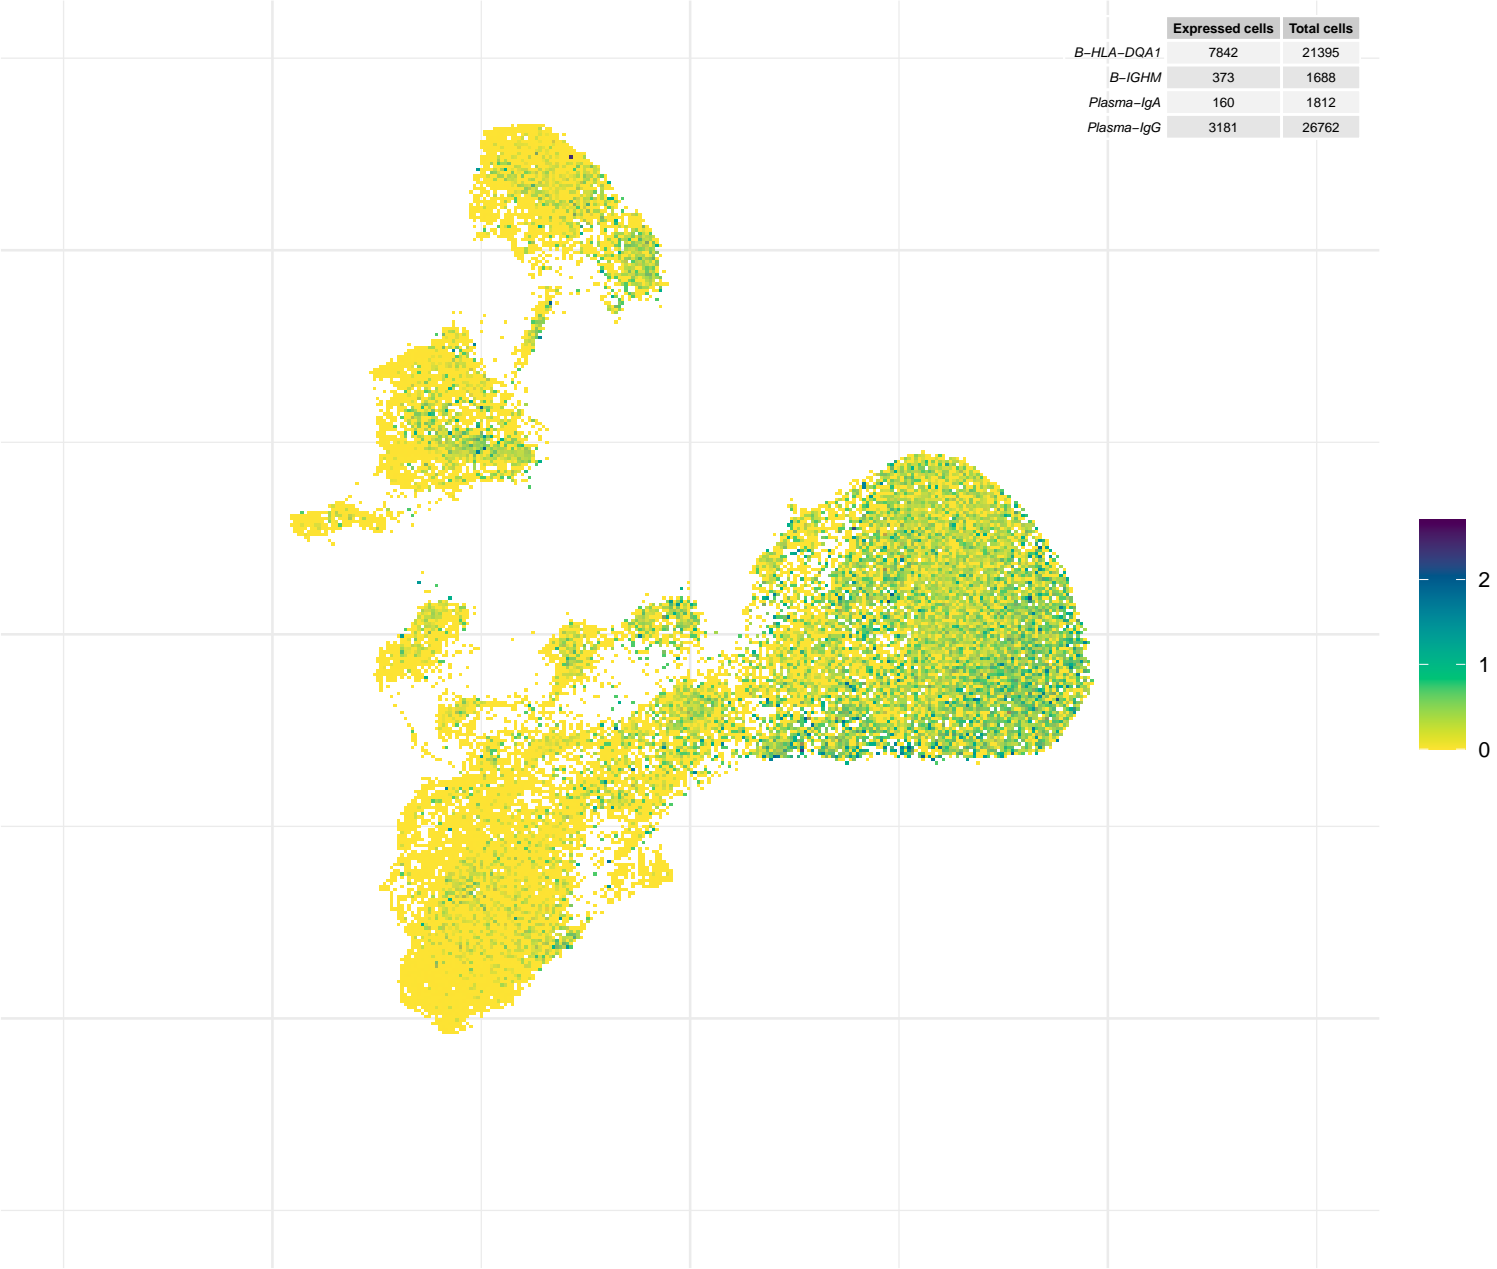 Expressed cells Total cells
B−HLA−DQA1 7842 21395
B−IGHM 373 1688
Plasma−IgA 160 1812
Plasma−IgG 3181 26762
2
1
0